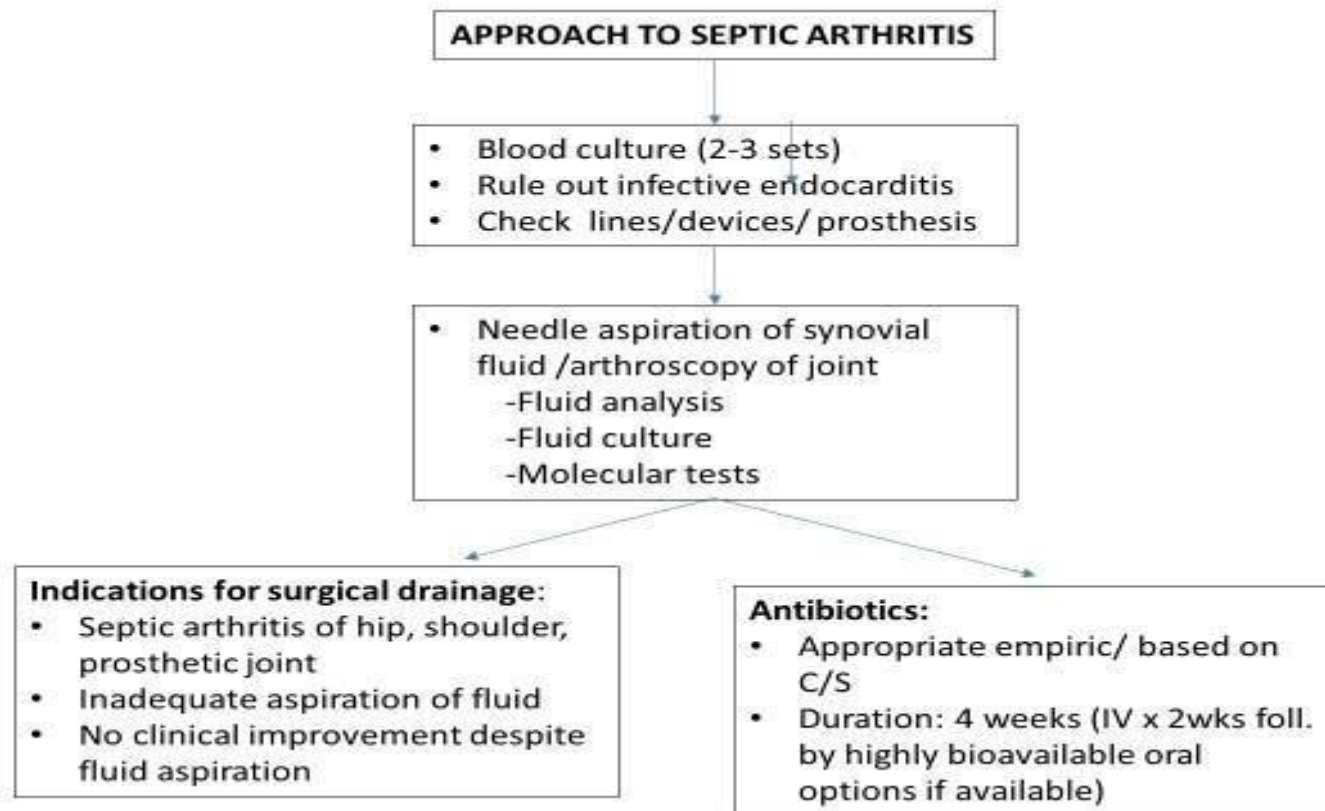 APPROACH TO SEPTIC ARTHRITIS
• Blood culture (2-3 sets)
• Rule out infective endocarditis
• Check lines/devices/ prosthesis
• Needle aspiration of synovial
fluid /arthroscopy of joint
-Fluid analysis
-Fluid culture
-Molecular tests
Indications for surgical drainage:
• Septic arthritis of hip, shoulder,
prosthetic joint
• Inadequate aspiration of fluid
• No clinical improvement despite
fluid aspiration
Antibiotics:
• Appropriate empiric/ based on
C/S
• Duration: 4 weeks (IV x 2wks foll.
by highly bioavailable oral
options if available)